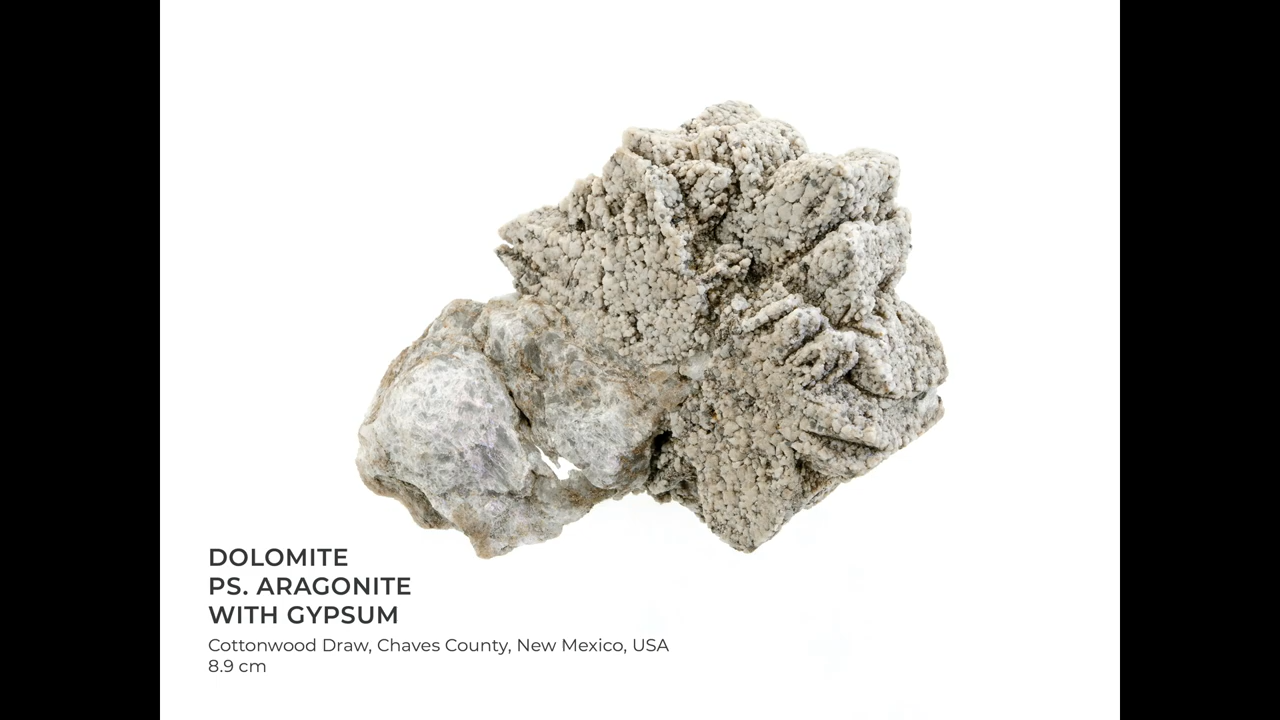 DOLOMITE
PS. ARAGONITE
WITH GYPSUM
Cottonwood Draw, Chaves County, New Mexico, USA
8.9 cm